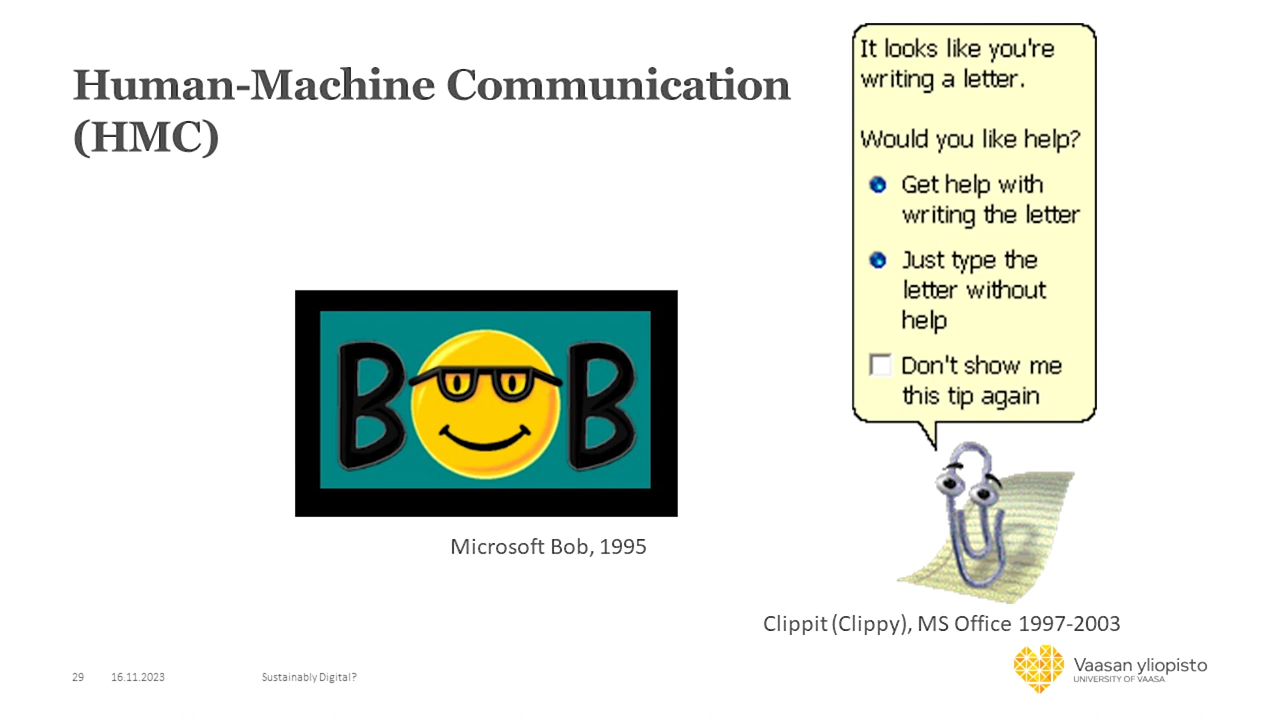 Human-Machine Communication
(HMC)
It looks like you're
writing a letter.
Would you like help?
Get help with
writing the letter
Just type the
letter without
help
Don't show me
this tip again
BOB
Microsoft Bob, 1995
Clippit (Clippy), MS Office 1997-2003
29 16.11.2023 Sustainably Digital?
Vaasan yliopisto
UNIVERSITY OF VAASA